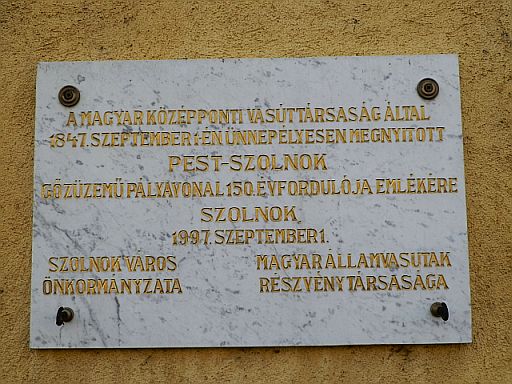 A MAGYAR KÖZÉPPONTI VASÚTTÁRSASÁG ÁLTAL
1847. SZEPTEMBER 1-ÉN ÜNNEPÉLYESEN MEGNYITOTT
PEST-SZOLNOK
GŐZÜZEMŰ PÁLYAVONAL 150. ÉVFORDULÓJA EMLÉKÉRE
SZOLNOK,
1997. SZEPTEMBER 1.
SZOLNOK VÁROS
ÖNKORMÁNYZATA
MAGYAR ÁLLAMVASUTAK
RÉSZVÉNYTÁRSASÁGA